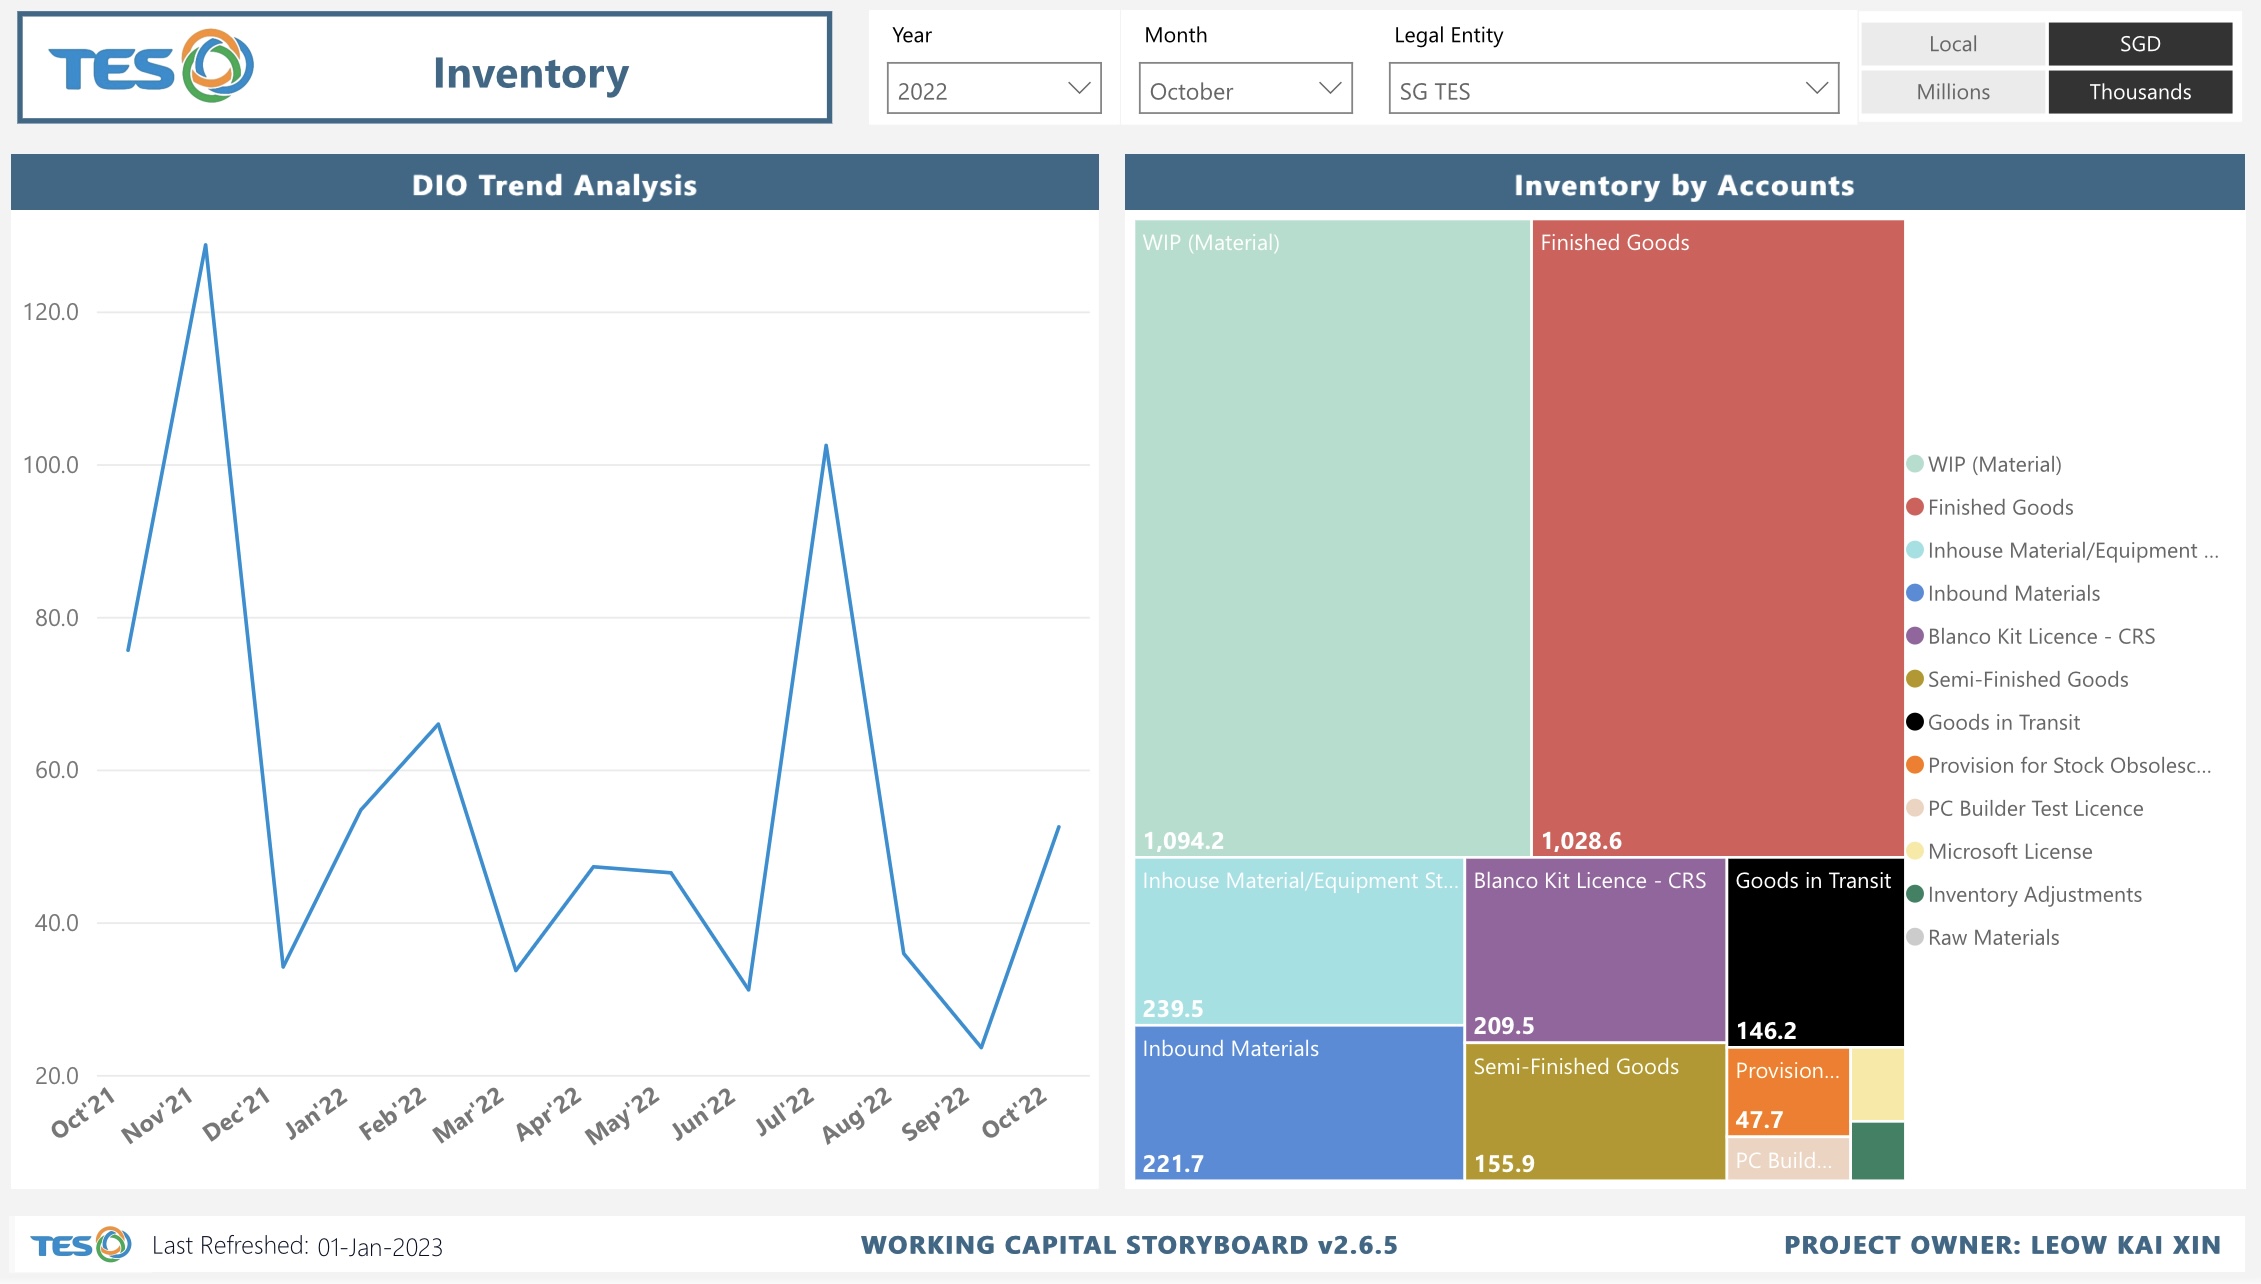 TES
Inventory
Year
2022
Month
October
Legal Entity
SG TES
Local
SGD
Millions
Thousands
DIO Trend Analysis
120.0
100.0
80.0
60.0
40.0
20.0
Oct'21
Nov'21
Dec'21
Jan'22
Feb'22
Mar'22
Apr'22
May'22
Jun'22
Jul'22
Aug'22
Sep'22
Oct'22
Inventory by Accounts
WIP (Material)
1,094.2
Finished Goods
1,028.6
Inhouse Material/Equipment St...
239.5
Inbound Materials
221.7
Blanco Kit Licence - CRS
209.5
Semi-Finished Goods
155.9
Goods in Transit
146.2
Provision...
47.7
PC Build...
WIP (Material)
Finished Goods
Inhouse Material/Equipment ...
Inbound Materials
Blanco Kit Licence - CRS
Semi-Finished Goods
Goods in Transit
Provision for Stock Obsolesc...
PC Builder Test Licence
Microsoft License
Inventory Adjustments
Raw Materials
TES
Last Refreshed: 01-Jan-2023
WORKING CAPITAL STORYBOARD v2.6.5
PROJECT OWNER: LEOW KAI XIN